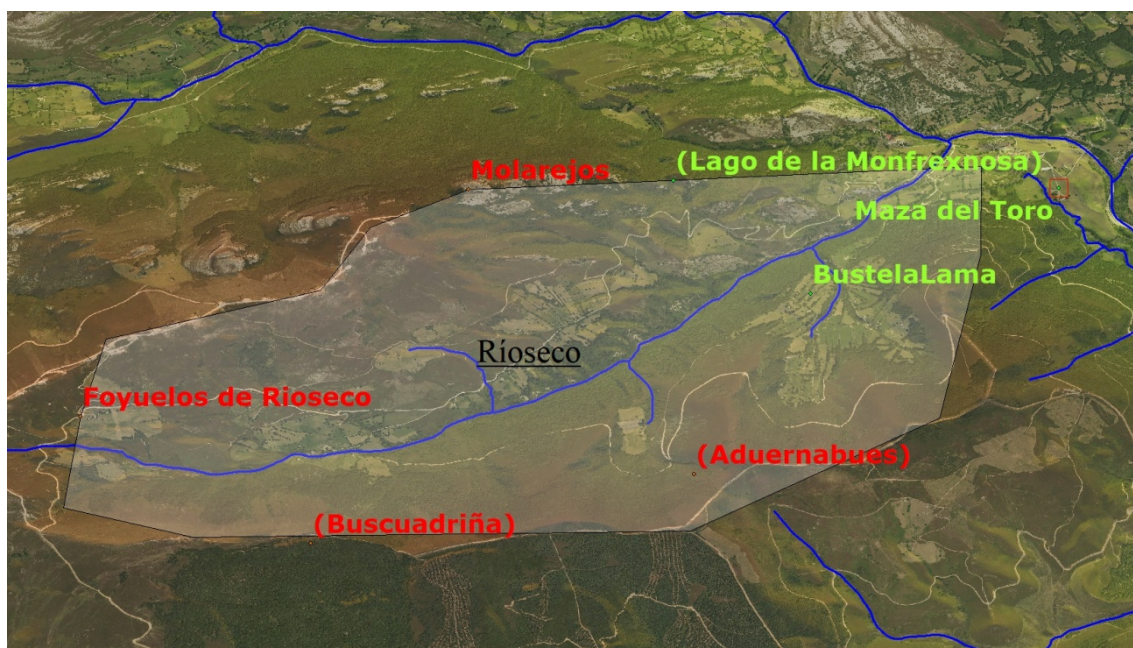 (Lago de la Monfrexnosa)
Molarejos
Maza del Toro
BustelaLama
Ríoseco
Foyuelos de Rioseco
(Aduernabues)
(Buscuadriña)